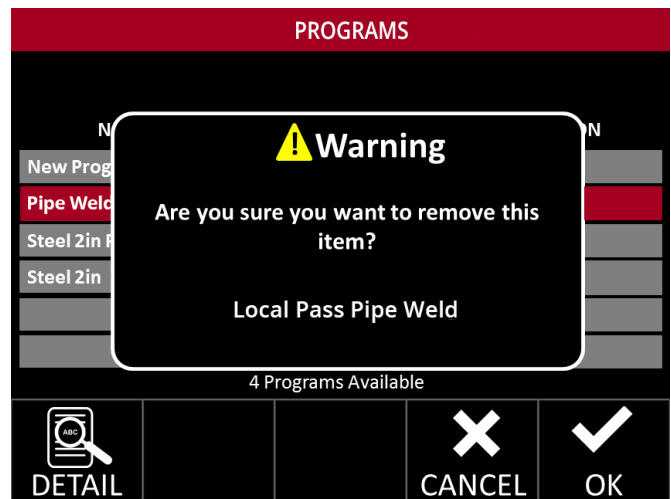 PROGRAMS
N
ON
Warning
New Prog
Pipe Weld
Are you sure you want to remove this
item?
Steel 2in P
Steel 2in
Local Pass Pipe Weld
4 Programs Available
ABC
DETAIL
CANCEL
OK